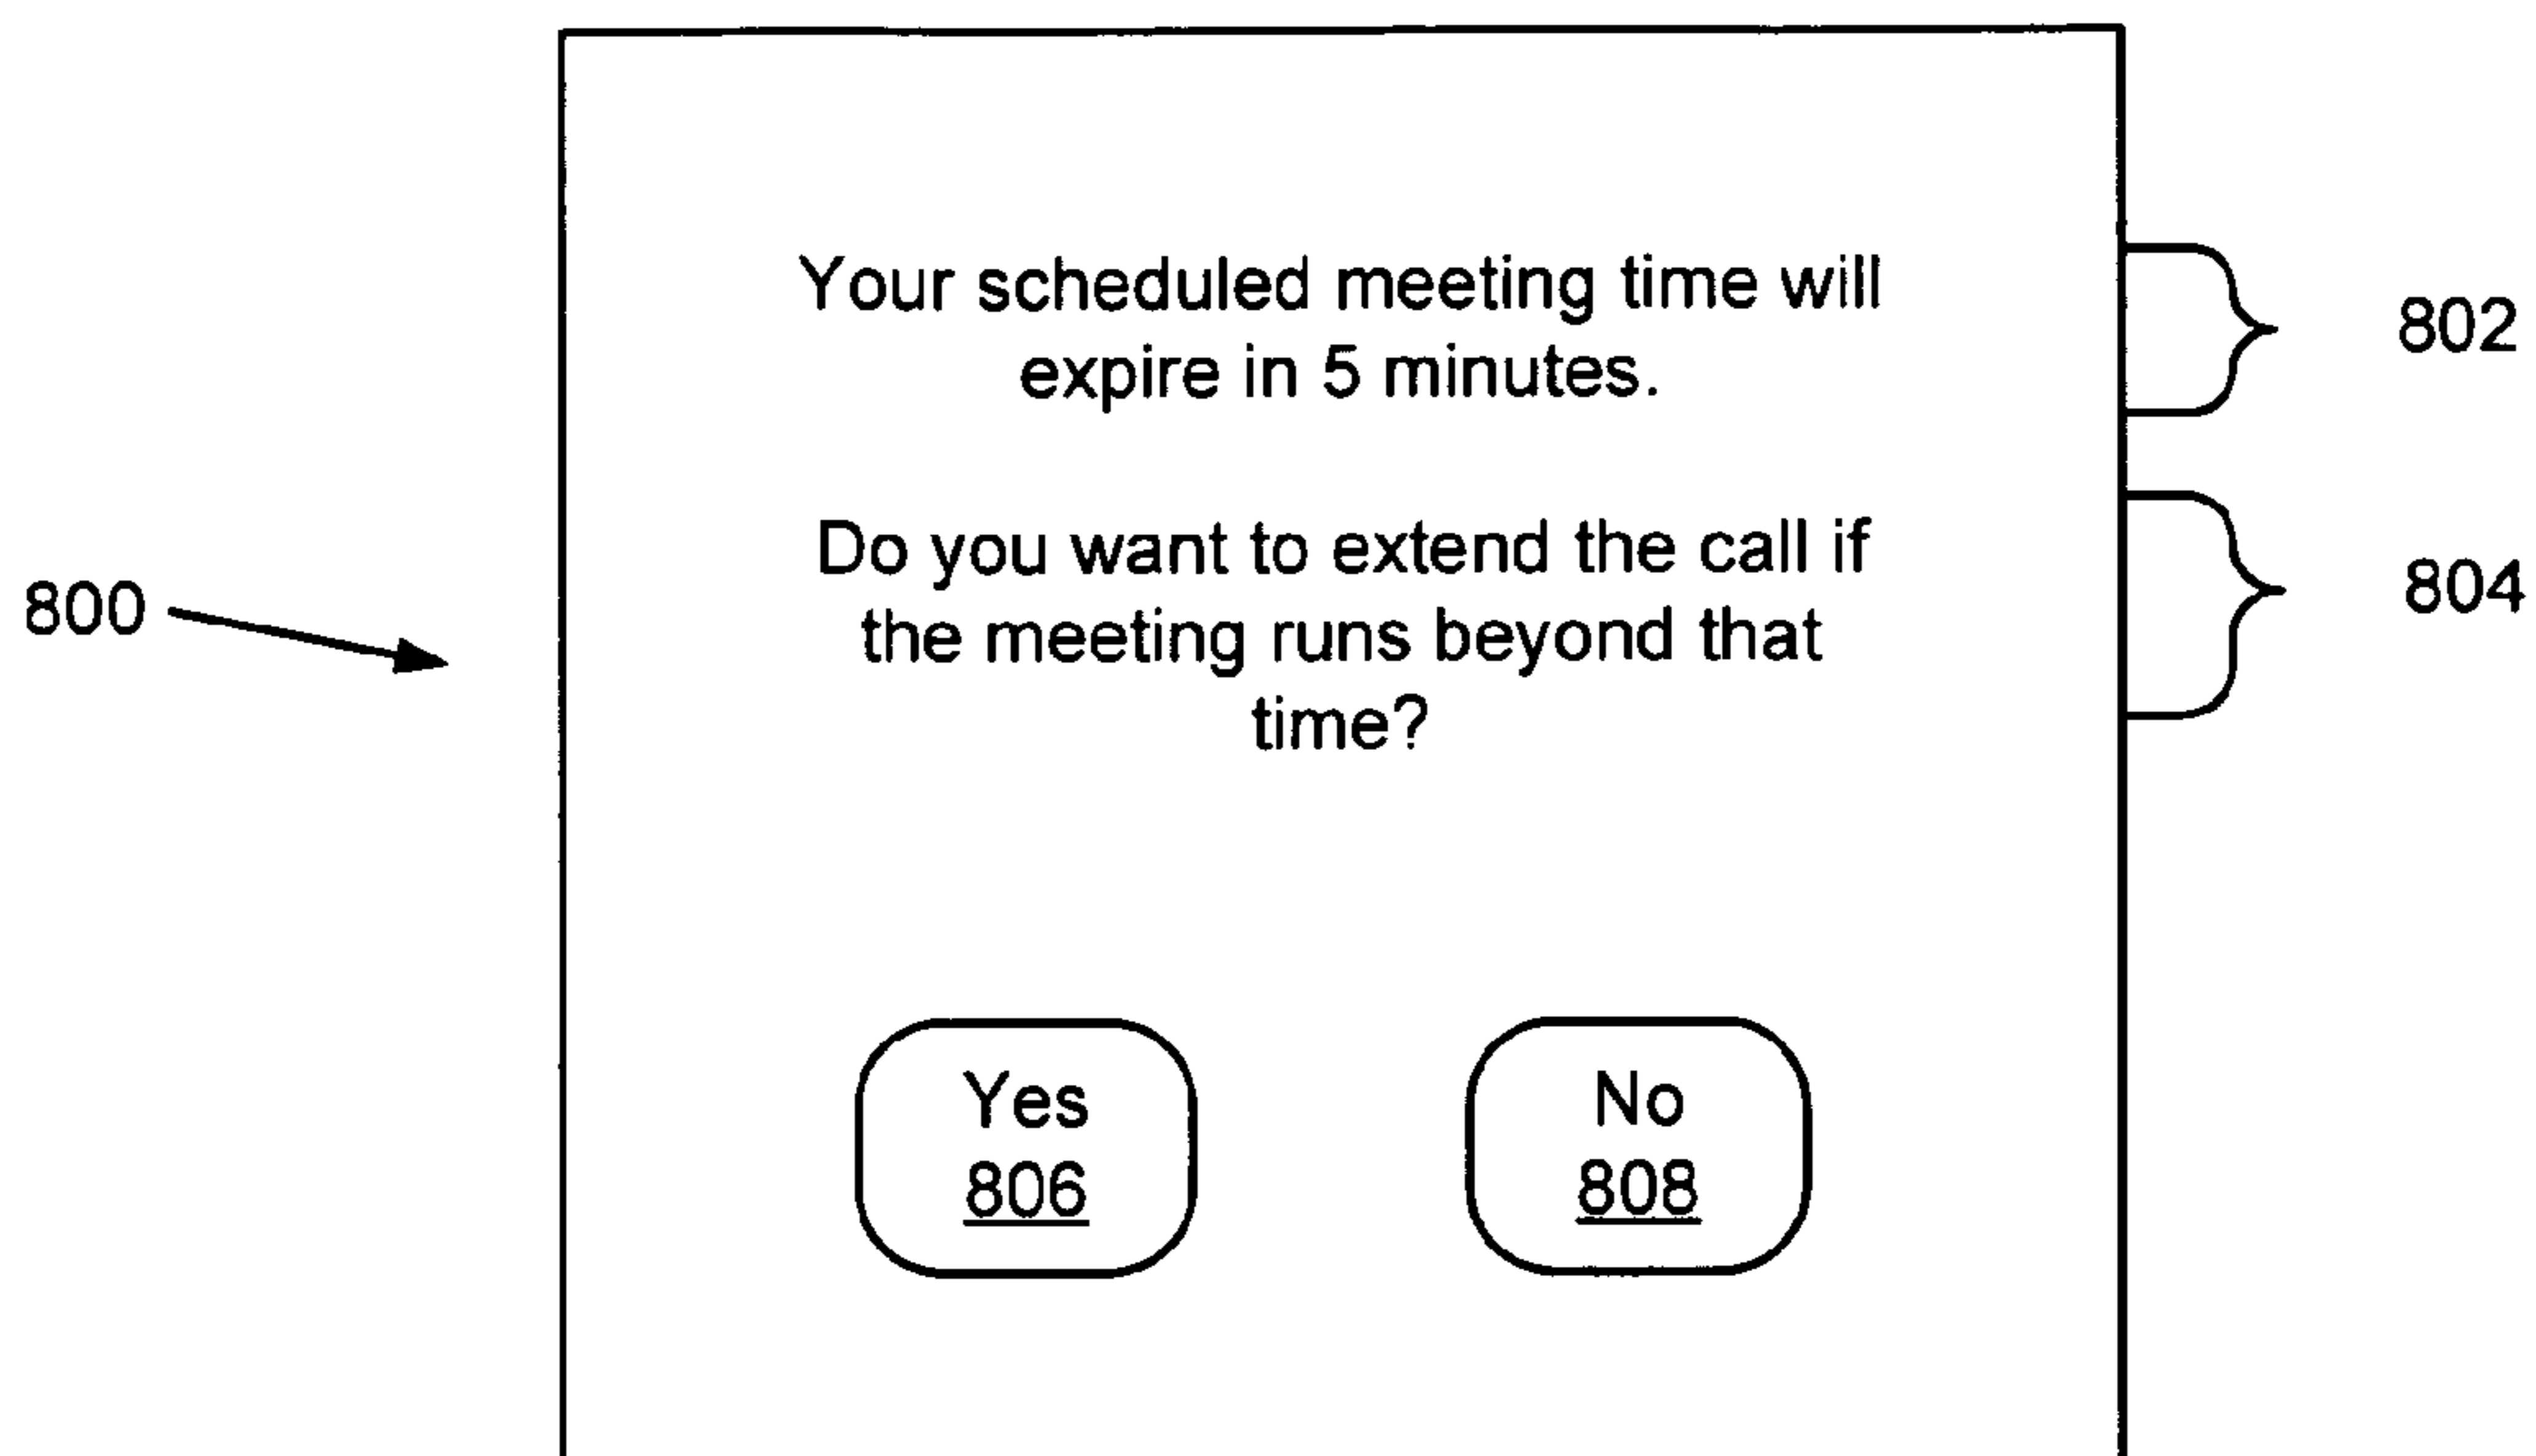 Your scheduled meeting time will
expire in 5 minutes.
802
Do you want to extend the call if
the meeting runs beyond that
time?
804
800
Yes
806
No
808